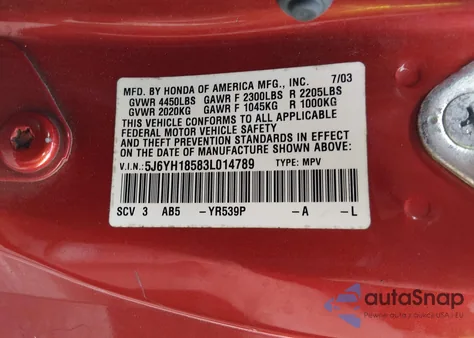 MFD. BY HONDA OF AMERICA MFG., INC. 7/03
GVWR 4450LBS GAWR F 2300LBS R 2205LBS
GVWR 2020KG GAWR F 1045KG R 1000KG
THIS VEHICLE CONFORMS TO ALL APPLICABLE
FEDERAL MOTOR VEHICLE SAFETY AND
THEFT PREVENTION STANDARDS IN EFFECT
ON THE DATE OF MANUFACTURE SHOWN ABOVE:
V.I.N.: 5J6YH18583L014789 TYPE: MPV
SCV 3 AB5 -YR539P -A -L
autoSnap